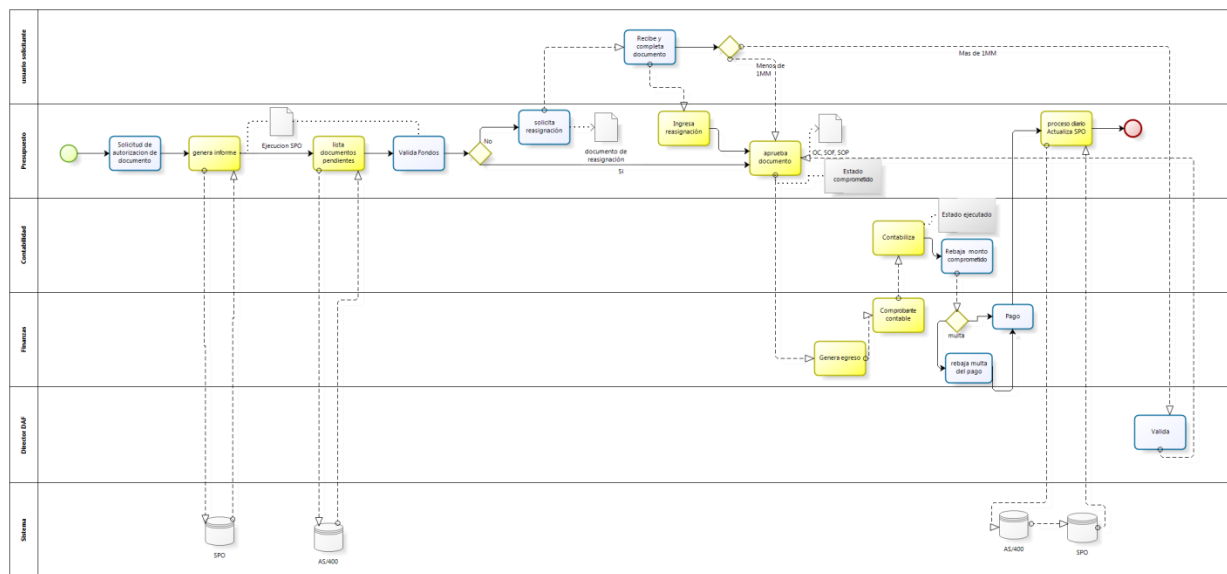 usuario solicitante
Recibe y
completa
documento
Mas de 1MM
Menos de
1MM
Presupuesto
Solicitud de
autorizacion de
documento
genera informe
Ejecucion SPO
lista
documentos
pendientes
Valida Fondos
No
Si
solicita
reasignación
documento de
reasignación
Ingresa
reasignación
aprueba
documento
OC, SOF, SOP
Estado
comprometido
proceso diario
Actualiza SPO
Contabilidad
Contabiliza
Estado ejecutado
Rebaja monto
comprometido
Finanzas
Genera egreso
Comprobante
contable
multa
Pago
rebaja multa
del pago
Director DAF
Valida
Sistema
SPO
AS/400
AS/400
SPO